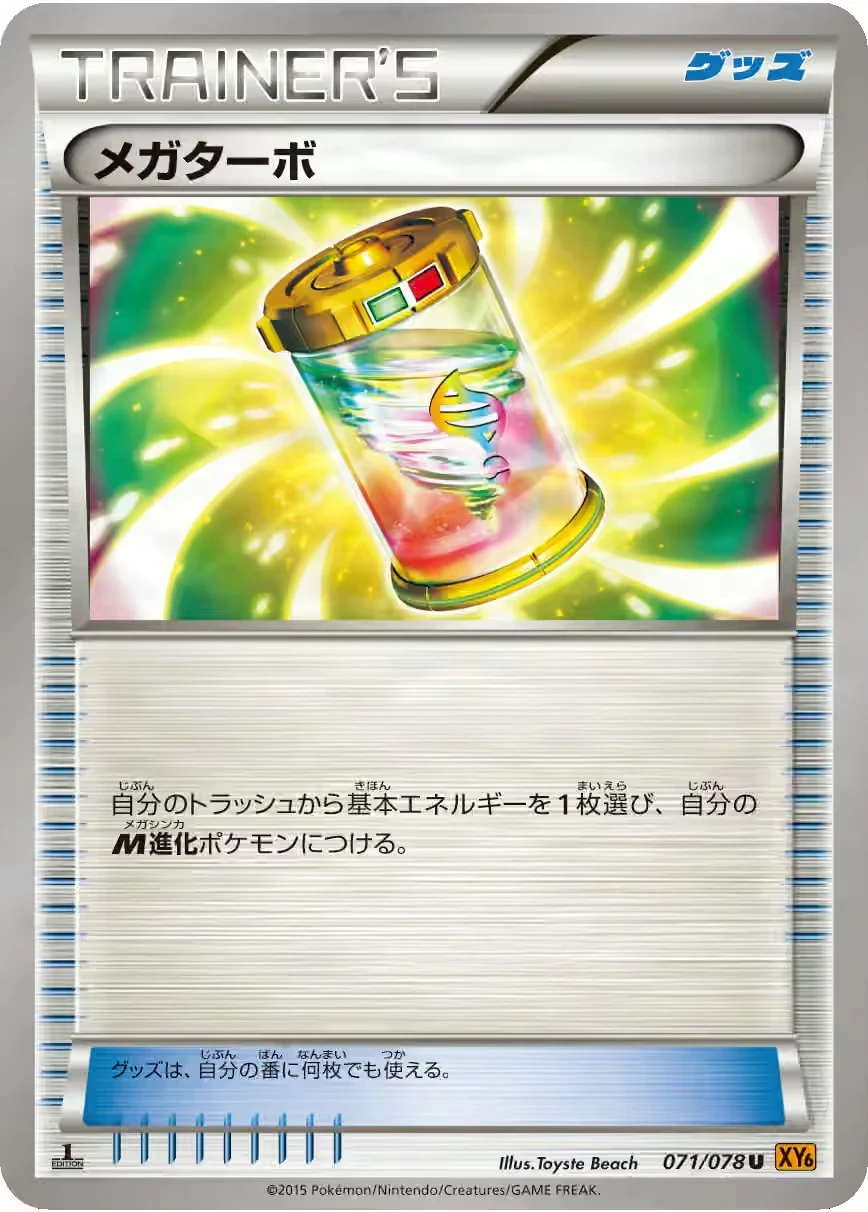 TRAINER'S
グッズ
メガターボ
じぶん きほん まいえら じぶん
自分のトラッシュから基本エネルギーを1枚選び、自分の
メガシンカ
M進化ポケモンにつける。
じぶん ばん なんまい つか
グッズは、自分の番に何枚でも使える。
1 EDITION
Illus.Toyste Beach 071/078 U XY6
©2015 Pokémon/Nintendo/Creatures/GAME FREAK.